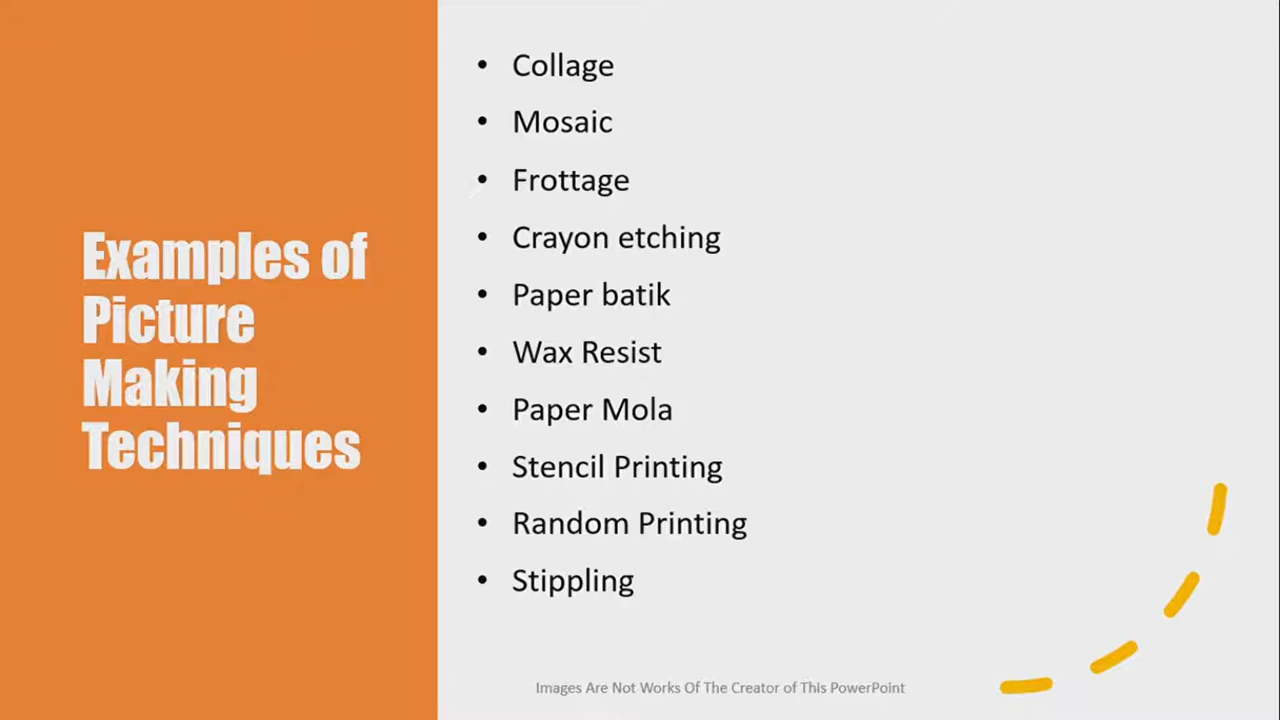 Examples of
Picture
Making
Techniques
• Collage
• Mosaic
• Frottage
• Crayon etching
• Paper batik
• Wax Resist
• Paper Mola
• Stencil Printing
• Random Printing
• Stippling
Images Are Not Works Of The Creator of This PowerPoint